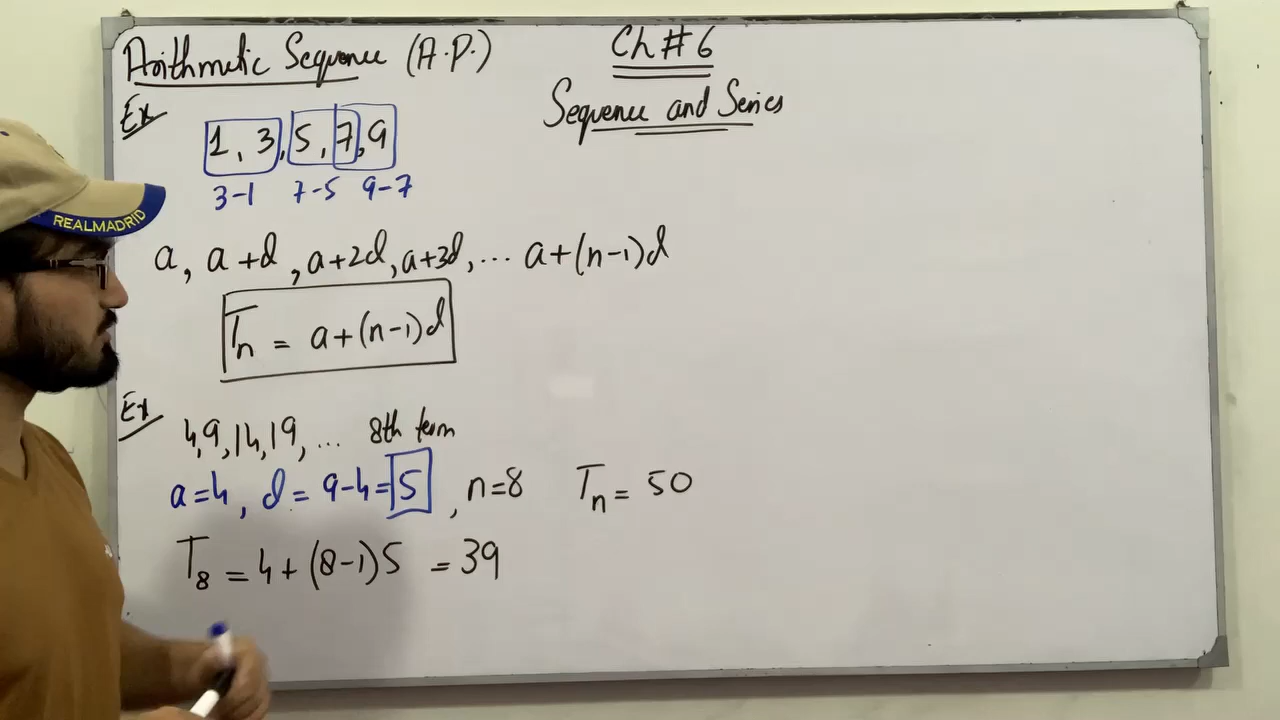 Arithmetic Sequence (A.P.)
Ch#6
Sequence and Series
Ex
1, 3, 5, 7, 9
3-1 7-5 9-7
a, a+d, a+2d, a+3d, ... a+(n-1)d
Tn = a+(n-1)d
Ex
4, 9, 14, 19, ... 8th term
a=4, d= 9-4=5, n=8 Tn = 50
T8 = 4+(8-1)5 = 39
REALMADRID